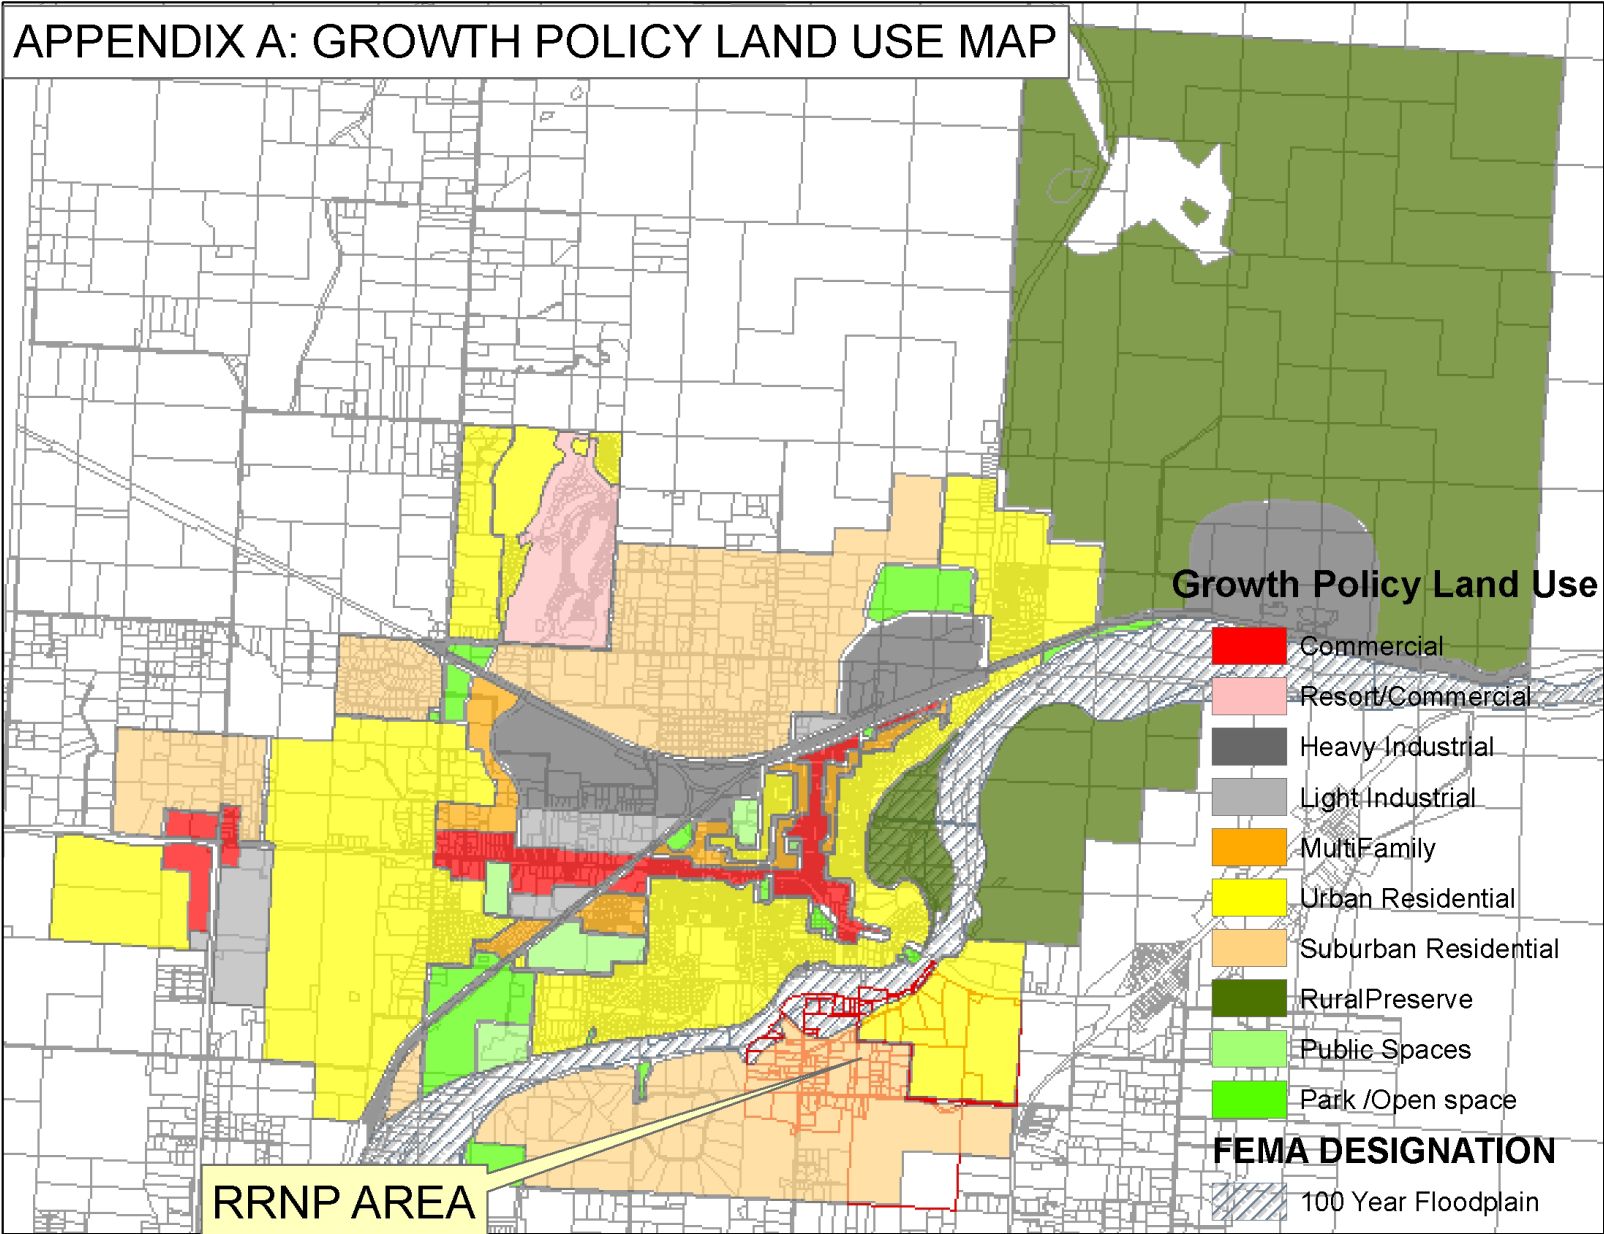 APPENDIX A: GROWTH POLICY LAND USE MAP
Growth Policy Land Use
Commercial
Resort/Commercial
Heavy Industrial
Light Industrial
MultiFamily
Urban Residential
Suburban Residential
RuralPreserve
Public Spaces
Park /Open space
FEMA DESIGNATION
100 Year Floodplain
RRNP AREA